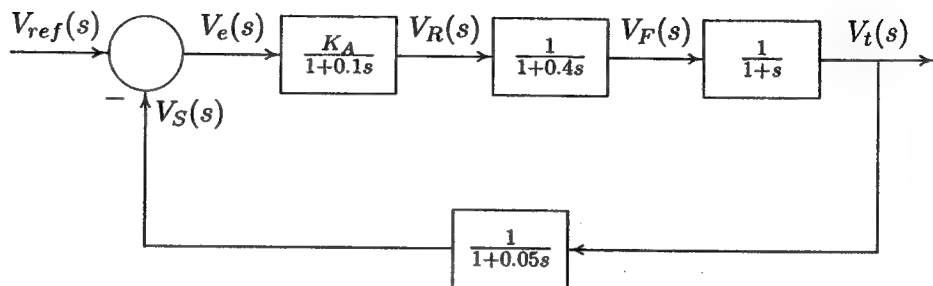 V_{ref}(s) V_e(s) \frac{K_A}{1+0.1s} V_R(s) \frac{1}{1+0.4s} V_F(s) \frac{1}{1+s} V_t(s)
−
V_S(s)
\frac{1}{1+0.05s}